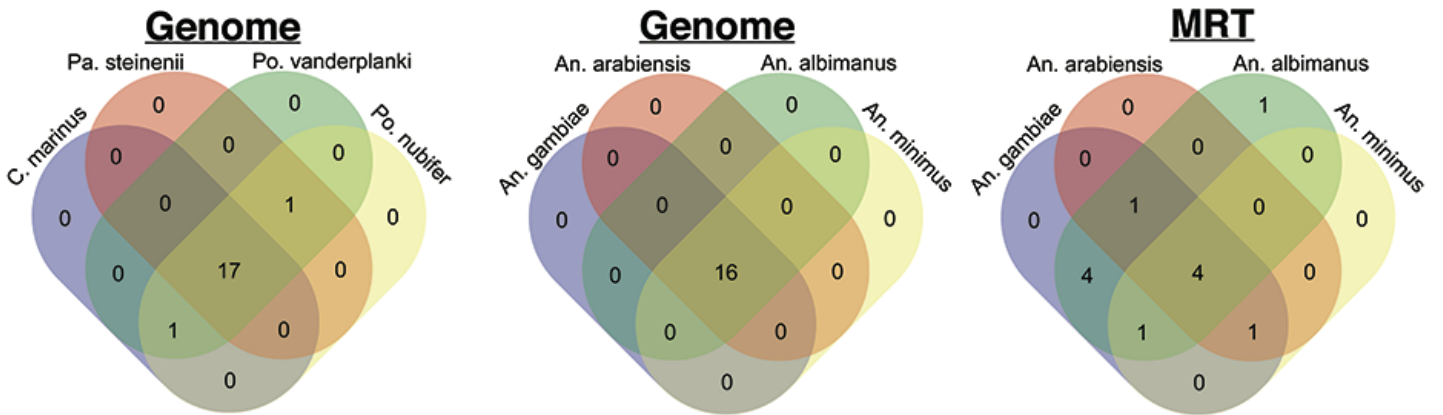 Genome
Pa. steinenii Po. vanderplanki
C. marinus
Po. nubifer
0 0
0 0 0
0 0 1 0
0 17 0
1 0
0
Genome
An. arabiensis An. albimanus
An. gambiae
An. minimus
0 0
0 0 0
0 0 0 0
0 16 0
0 0
0
MRT
An. arabiensis An. albimanus
An. gambiae
An. minimus
0 1
0 0 0
0 1 0 0
4 4 0
1 1
0